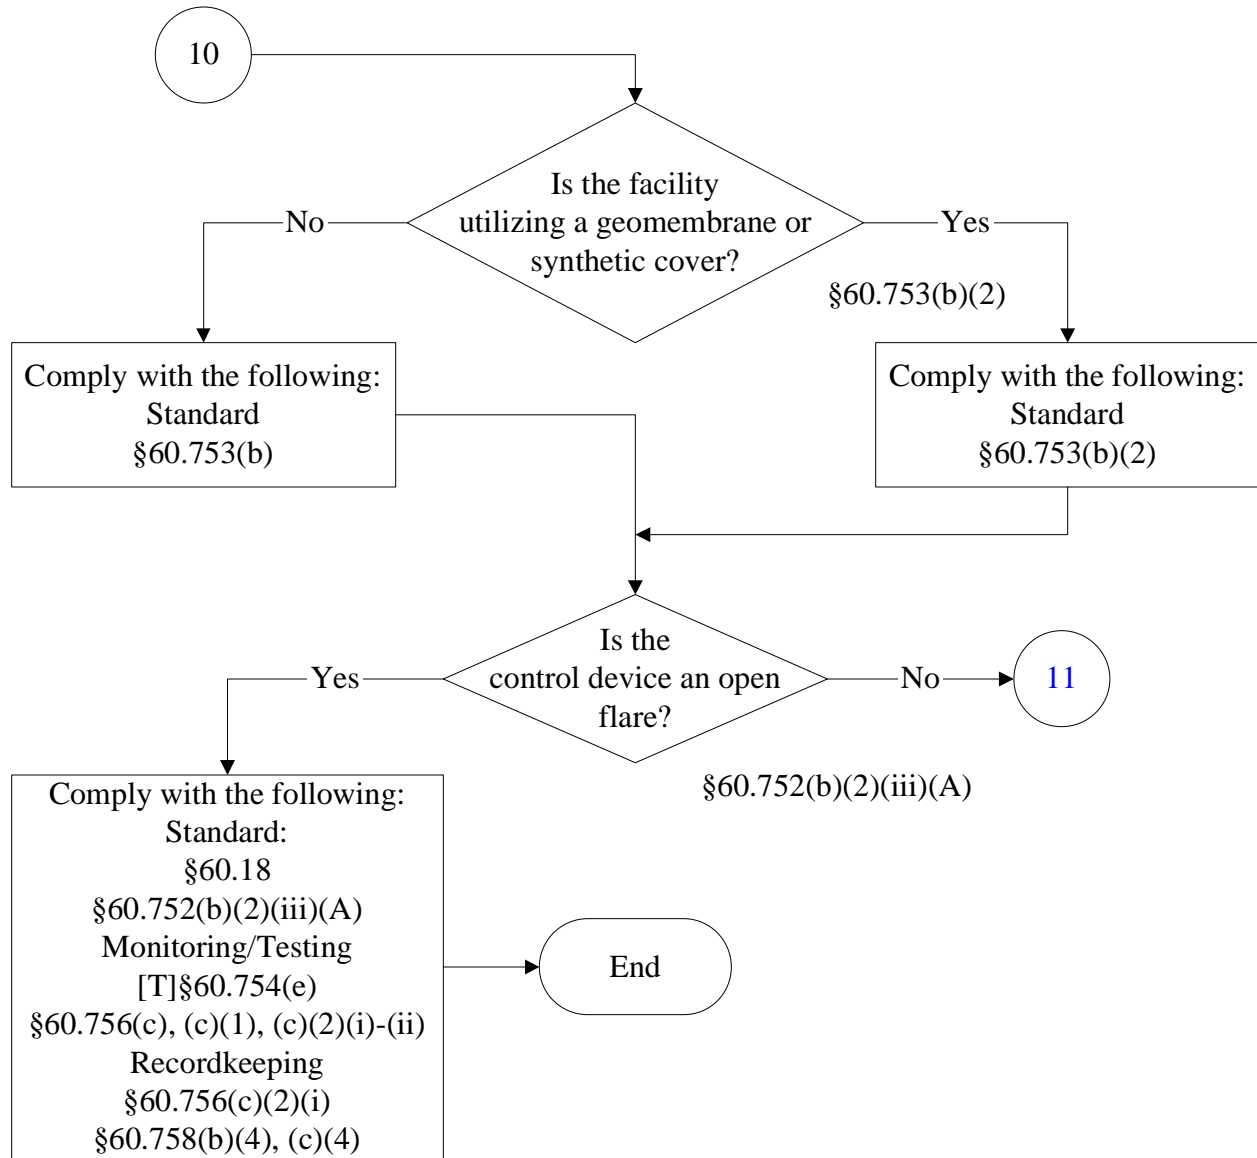 10
Is the facility
utilizing a geomembrane or
synthetic cover?
No
Yes
§60.753(b)(2)
Comply with the following:
Standard
§60.753(b)
Comply with the following:
Standard
§60.753(b)(2)
Is the
control device an open
flare?
Yes
No
11
§60.752(b)(2)(iii)(A)
Comply with the following:
Standard:
§60.18
§60.752(b)(2)(iii)(A)
Monitoring/Testing
[T]§60.754(e)
§60.756(c), (c)(1), (c)(2)(i)-(ii)
Recordkeeping
§60.756(c)(2)(i)
§60.758(b)(4), (c)(4)
End